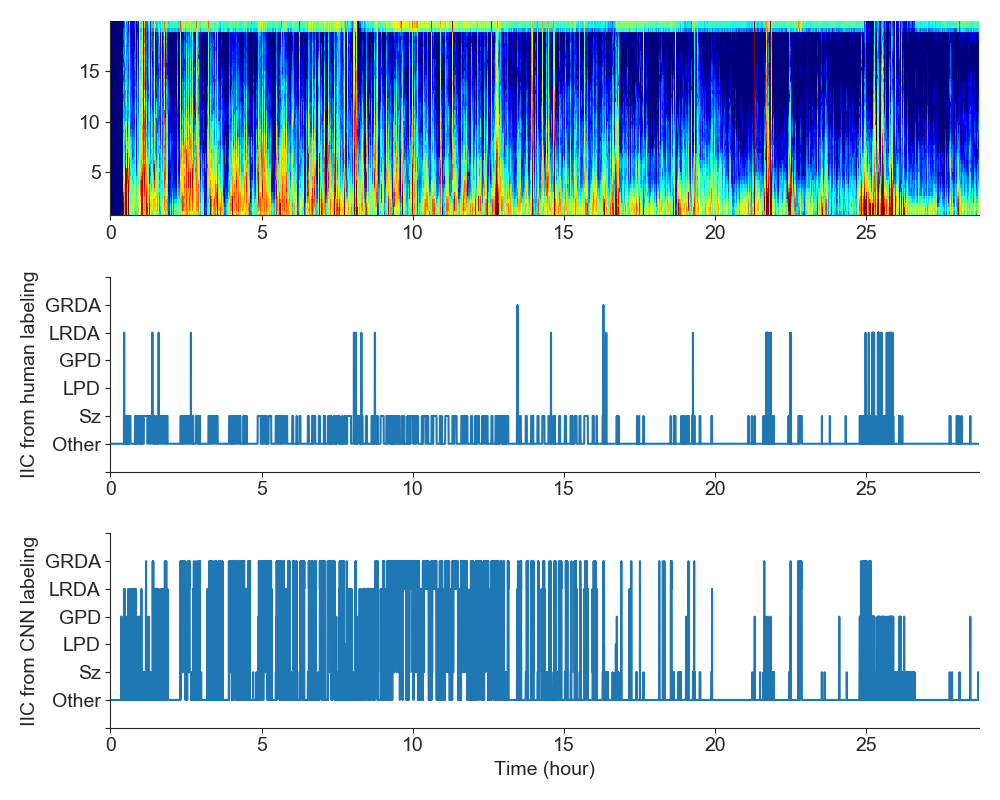 15
10
5
0 5 10 15 20 25
IIC from human labeling
GRDA
LRDA
GPD
LPD
Sz
Other
0 5 10 15 20 25
IIC from CNN labeling
GRDA
LRDA
GPD
LPD
Sz
Other
0 5 10 15 20 25
Time (hour)